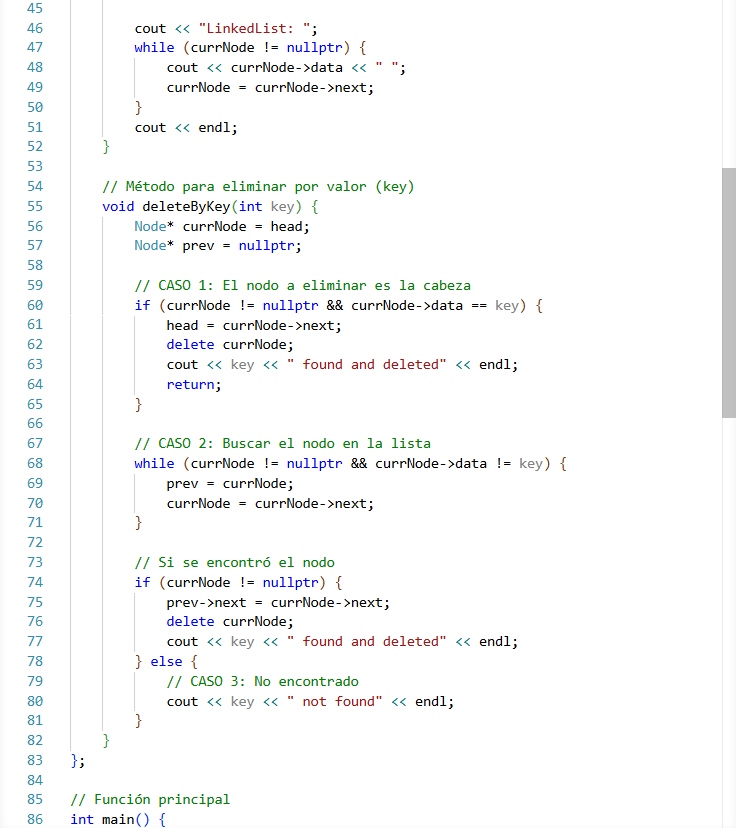 45
46 cout << "LinkedList: ";
47 while (currNode != nullptr) {
48 cout << currNode->data << " ";
49 currNode = currNode->next;
50 }
51 cout << endl;
52 }
53
54 // Método para eliminar por valor (key)
55 void deleteByKey(int key) {
56 Node* currNode = head;
57 Node* prev = nullptr;
58
59 // CASO 1: El nodo a eliminar es la cabeza
60 if (currNode != nullptr && currNode->data == key) {
61 head = currNode->next;
62 delete currNode;
63 cout << key << " found and deleted" << endl;
64 return;
65 }
66
67 // CASO 2: Buscar el nodo en la lista
68 while (currNode != nullptr && currNode->data != key) {
69 prev = currNode;
70 currNode = currNode->next;
71 }
72
73 // Si se encontró el nodo
74 if (currNode != nullptr) {
75 prev->next = currNode->next;
76 delete currNode;
77 cout << key << " found and deleted" << endl;
78 } else {
79 // CASO 3: No encontrado
80 cout << key << " not found" << endl;
81 }
82 }
83 };
84
85 // Función principal
86 int main() {